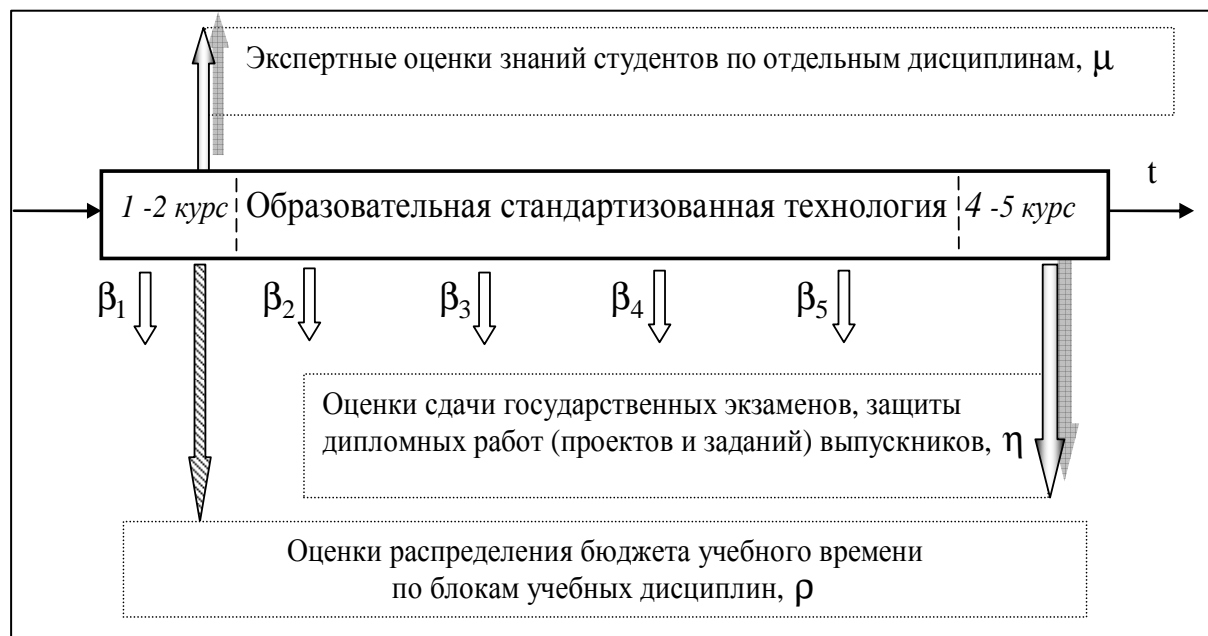 Экспертные оценки знаний студентов по отдельным дисциплинам, μ
t
1 -2 курс Образовательная стандартизованная технология 4 -5 курс
β1 β2 β3 β4 β5
Оценки сдачи государственных экзаменов, защиты
дипломных работ (проектов и заданий) выпускников, η
Оценки распределения бюджета учебного времени
по блокам учебных дисциплин, ρ